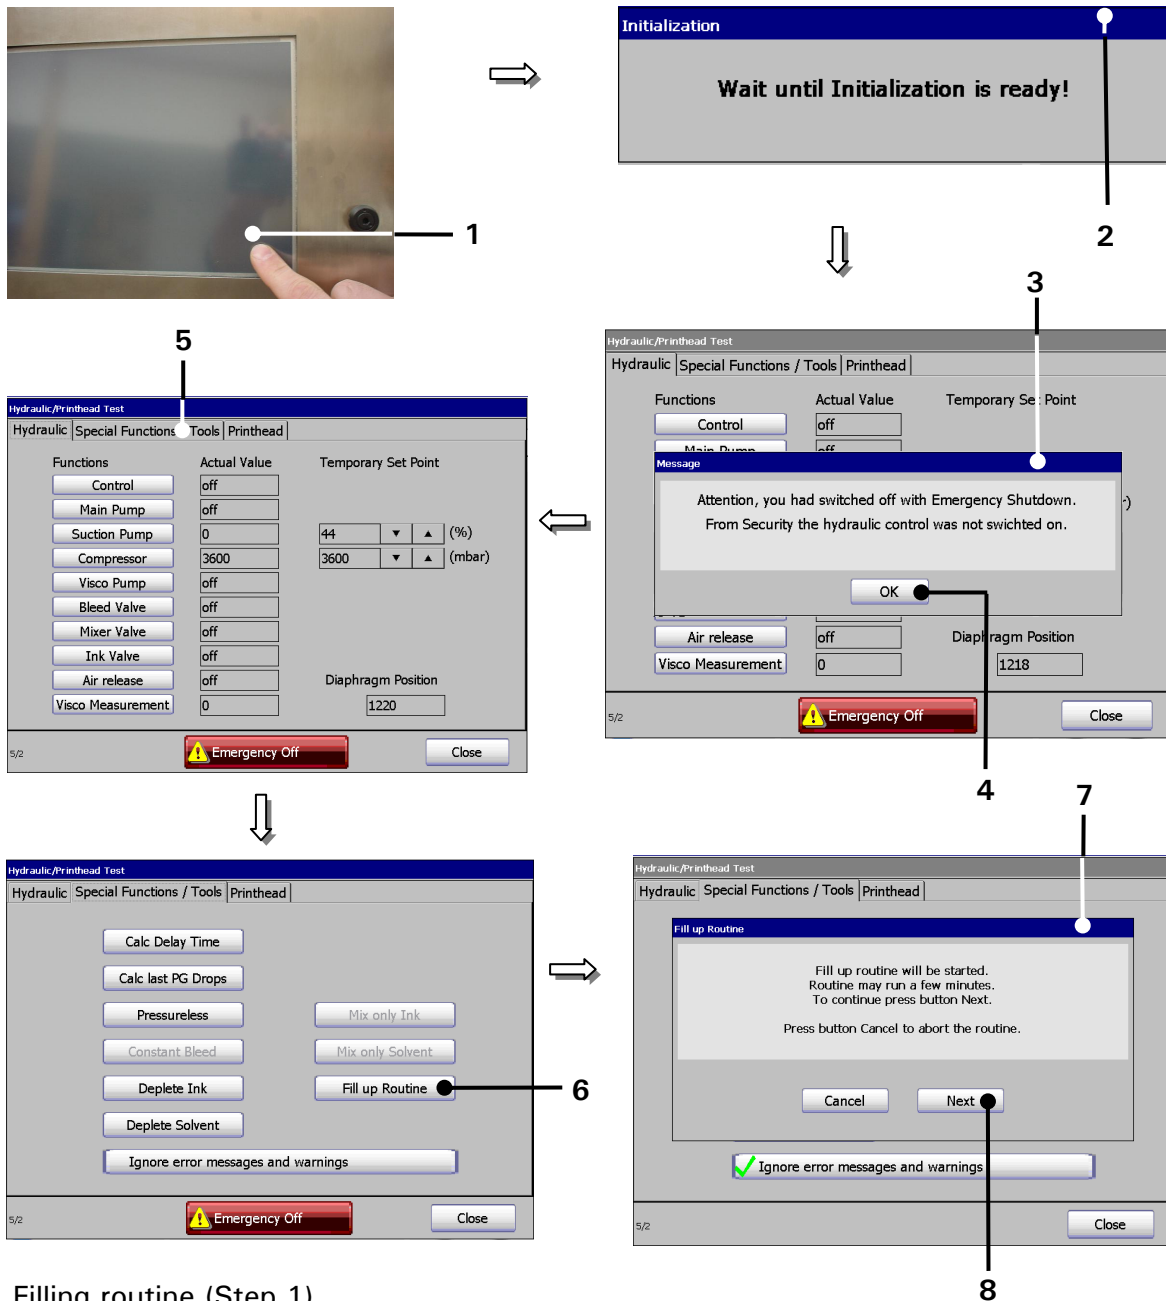 1
Initialization
Wait until Initialization is ready!
2
3
Hydraulic/Printhead Test
Hydraulic Special Functions / Tools Printhead
Functions Actual Value Temporary Set Point
Control off
Main Pump off
Message
Attention, you had switched off with Emergency Shutdown.
From Security the hydraulic control was not swichted on.
r)
OK
Air release off Diaphragm Position
Visco Measurement 0 1218
5/2 Emergency Off Close
4
5
Hydraulic/Printhead Test
Hydraulic Special Functions Tools Printhead
Functions Actual Value Temporary Set Point
Control off
Main Pump off
Suction Pump 0 44 ▼ ▲ (%)
Compressor 3600 3600 ▼ ▲ (mbar)
Visco Pump off
Bleed Valve off
Mixer Valve off
Ink Valve off
Air release off Diaphragm Position
Visco Measurement 0 1220
5/2 Emergency Off Close
Hydraulic/Printhead Test
Hydraulic Special Functions / Tools Printhead
Calc Delay Time
Calc last PG Drops
Pressureless Mix only Ink
Constant Bleed Mix only Solvent
Deplete Ink Fill up Routine
6
Deplete Solvent
Ignore error messages and warnings
5/2 Emergency Off Close
7
Hydraulic/Printhead Test
Hydraulic Special Functions / Tools Printhead
Fill up Routine
Fill up routine will be started.
Routine may run a few minutes.
To continue press button Next.
Press button Cancel to abort the routine.
Cancel Next
Ignore error messages and warnings
5/2 Close
8
Filling routine (Step 1)